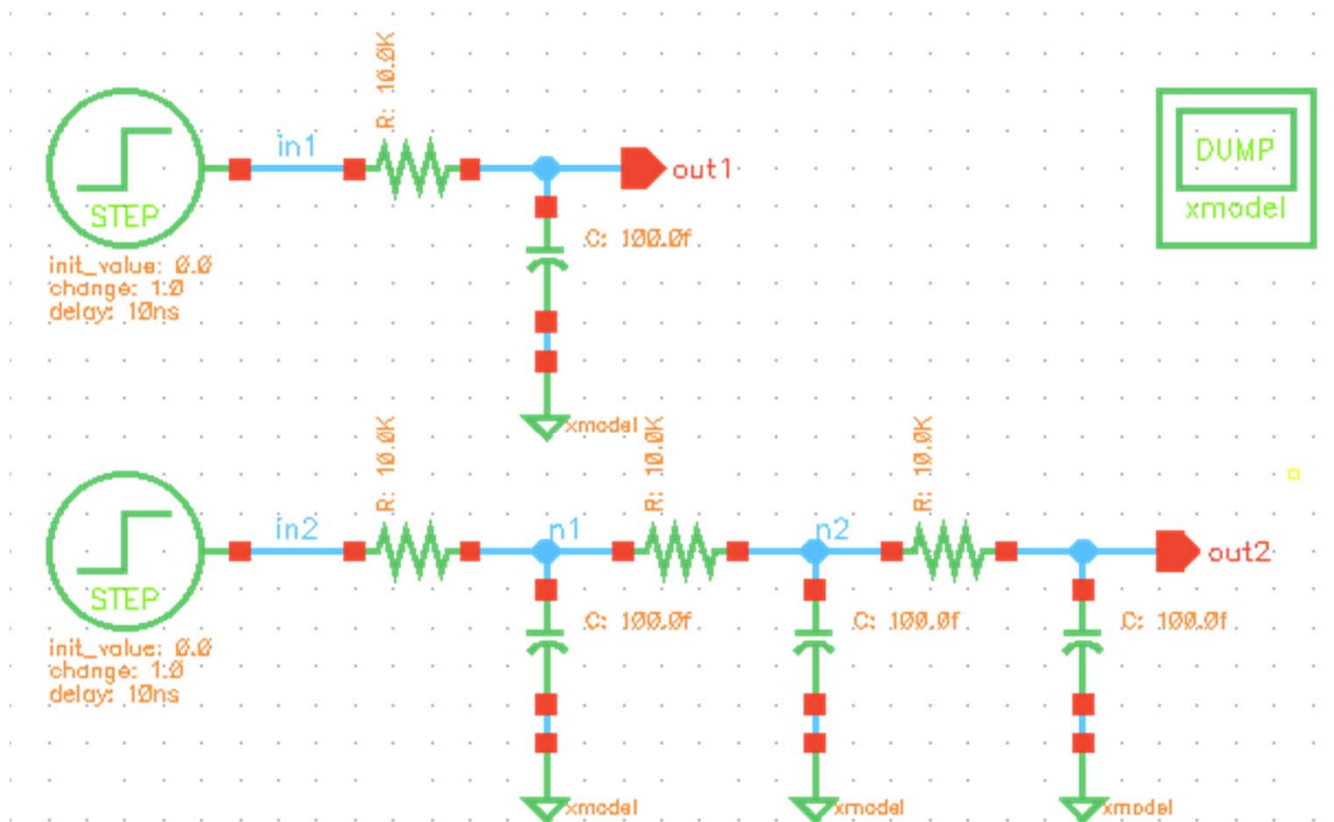 R: 10.0K
in1
out1
DUMP
xmodel
STEP
C: 100.0f
init_value: 0.0
change: 1.0
delay: 10ns
xmodel
R: 10.0K
R: 10.0K
R: 10.0K
in2
n1
n2
out2
STEP
C: 100.0f
C: 100.0f
C: 100.0f
init_value: 0.0
change: 1.0
delay: 10ns
xmodel
xmodel
xmodel